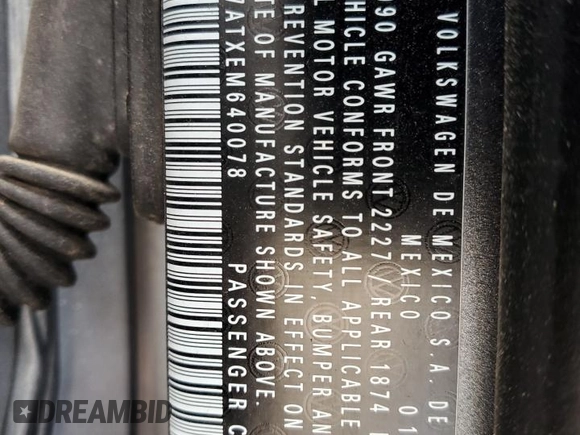 VOLKSWAGEN DE MEXICO S.A. DE
MEXICO 01
090 GAWR FRONT 2227 REAR 1874
HICLE CONFORMS TO ALL APPLICABLE
L MOTOR VEHICLE SAFETY, BUMPER AN
REVENTION STANDARDS IN EFFECT ON
TE OF MANUFACTURE SHOWN ABOVE.
7ATXEM640078 PASSENGER C
DREAMBID